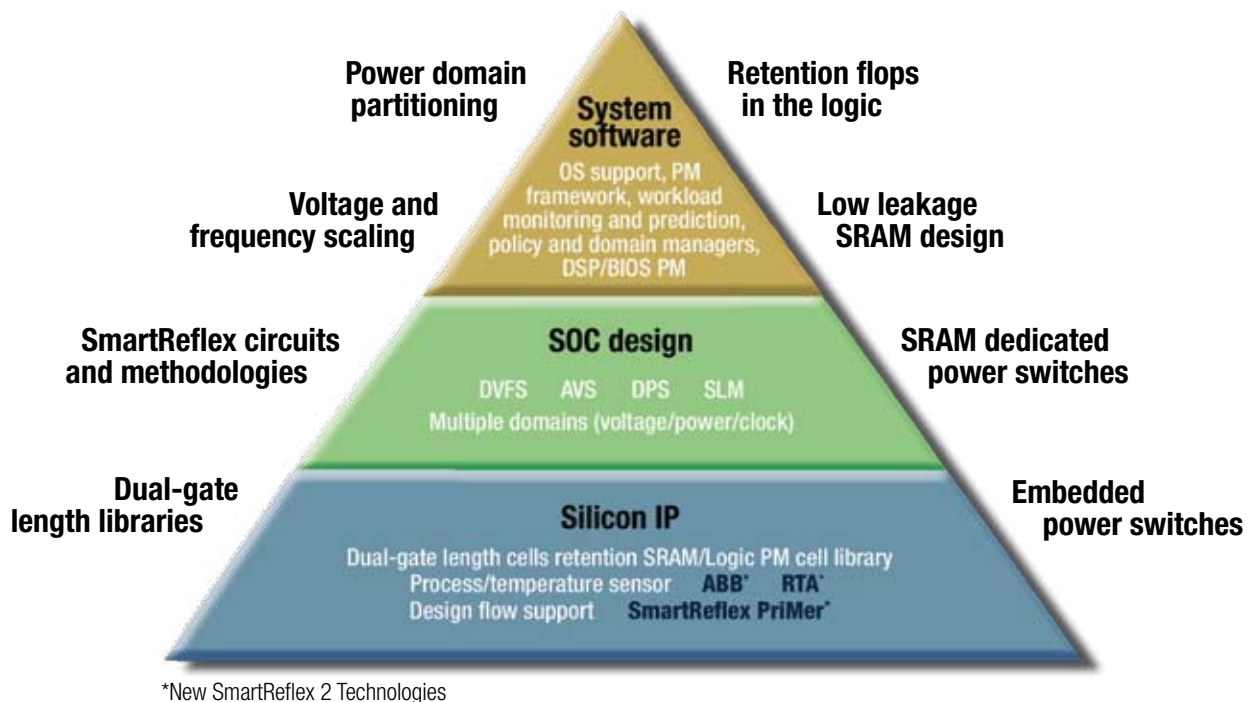 Power domain
partitioning
Retention flops
in the logic
System
software
OS support, PM
framework, workload
monitoring and prediction,
policy and domain managers,
DSP/BIOS PM
Voltage and
frequency scaling
Low leakage
SRAM design
SmartReflex circuits
and methodologies
SOC design
DVFS AVS DPS SLM
Multiple domains (voltage/power/clock)
SRAM dedicated
power switches
Dual-gate
length libraries
Silicon IP
Dual-gate length cells retention SRAM/Logic PM cell library
Process/temperature sensor ABB* RTA*
Design flow support SmartReflex PriMer*
Embedded
power switches
*New SmartReflex 2 Technologies